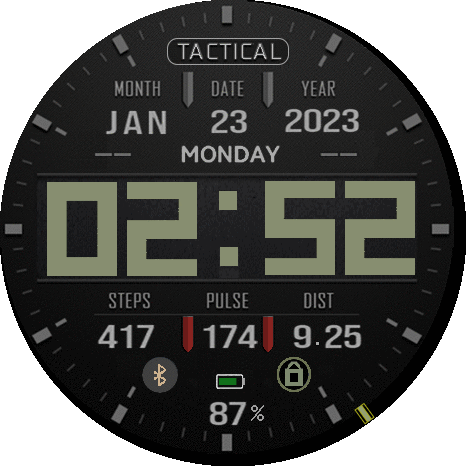 TACTICAL
MONTH DATE YEAR
JAN 23 2023
MONDAY
02:52
STEPS PULSE DIST
417 174 9.25
87%